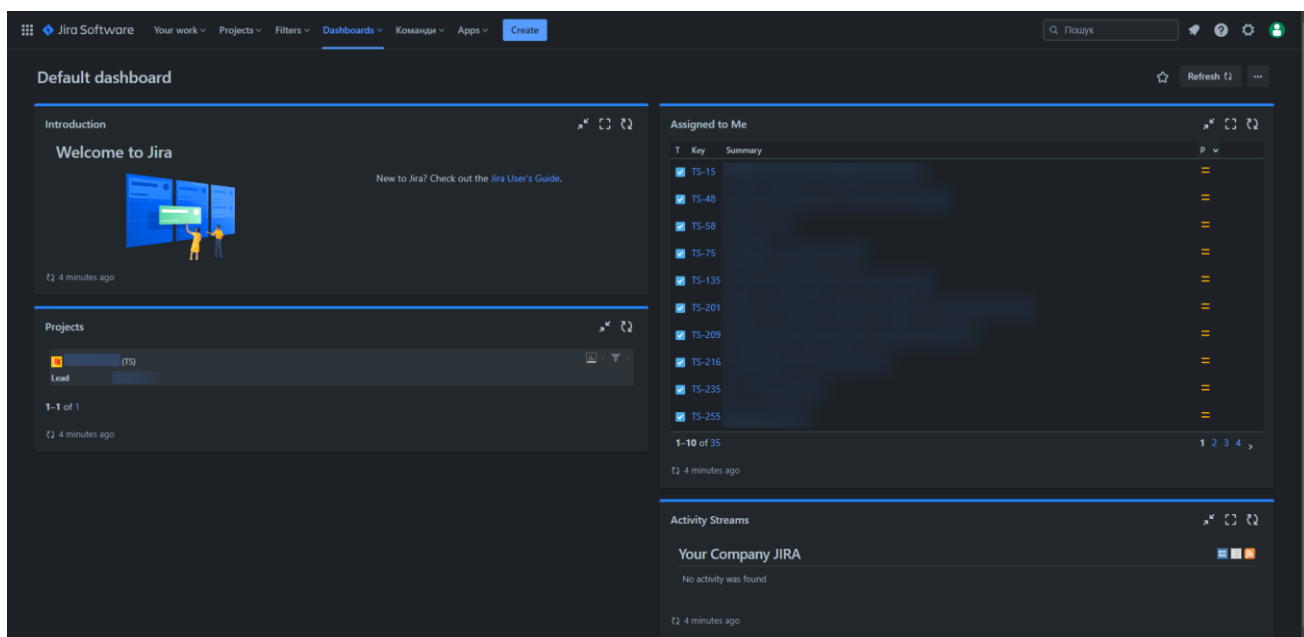 Jira Software Your work Projects Filters Dashboards Команди Apps Create Пошук
Default dashboard
Refresh
Introduction
Welcome to Jira
New to Jira? Check out the Jira User's Guide.
4 minutes ago
Projects
(TS)
Lead
1–1 of 1
4 minutes ago
Assigned to Me
T Key Summary P
TS-15
TS-48
TS-58
TS-75
TS-135
TS-201
TS-209
TS-216
TS-235
TS-255
1–10 of 35 1 2 3 4
4 minutes ago
Activity Streams
Your Company JIRA
No activity was found
4 minutes ago